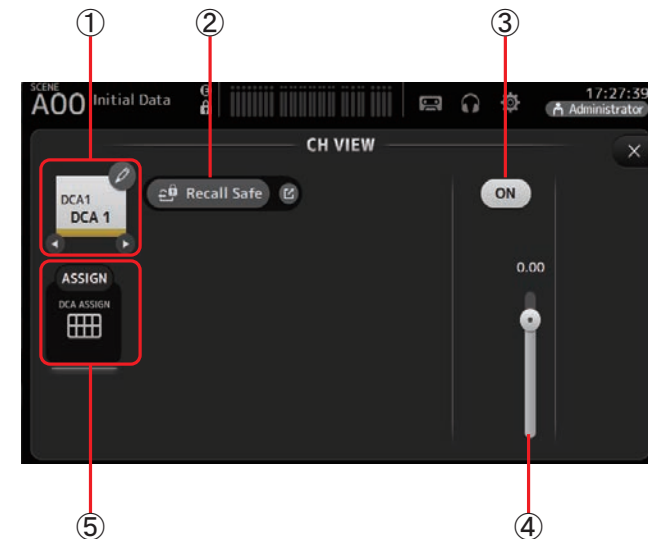 ① ② ③
SCENE
A00 Initial Data
17:27:39
Administrator
CH VIEW
DCA1
DCA 1
Recall Safe
ON
ASSIGN
DCA ASSIGN
0.00
⑤ ④